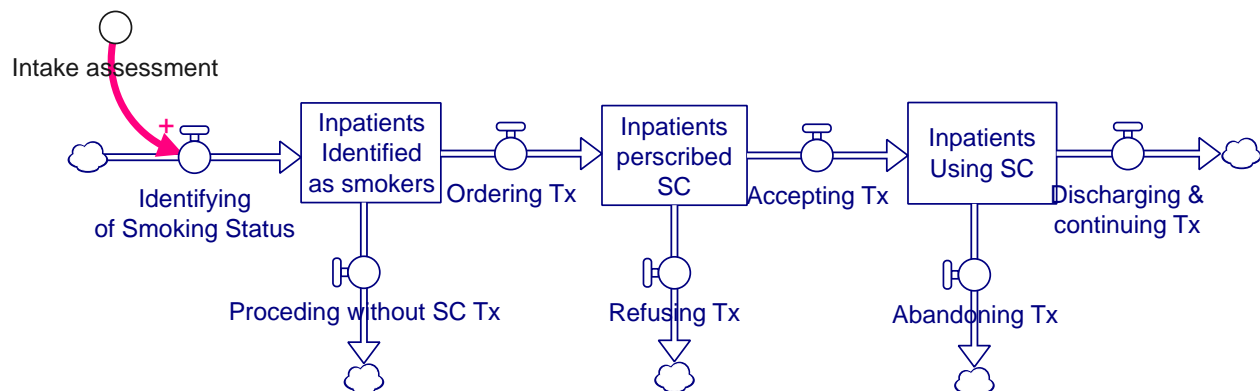 Intake assessment
+
Inpatients
Identified
as smokers
Inpatients
perscribed
SC
Inpatients
Using SC
Identifying
of Smoking Status
Ordering Tx
Accepting Tx
Discharging &
continuing Tx
Proceding without SC Tx
Refusing Tx
Abandoning Tx